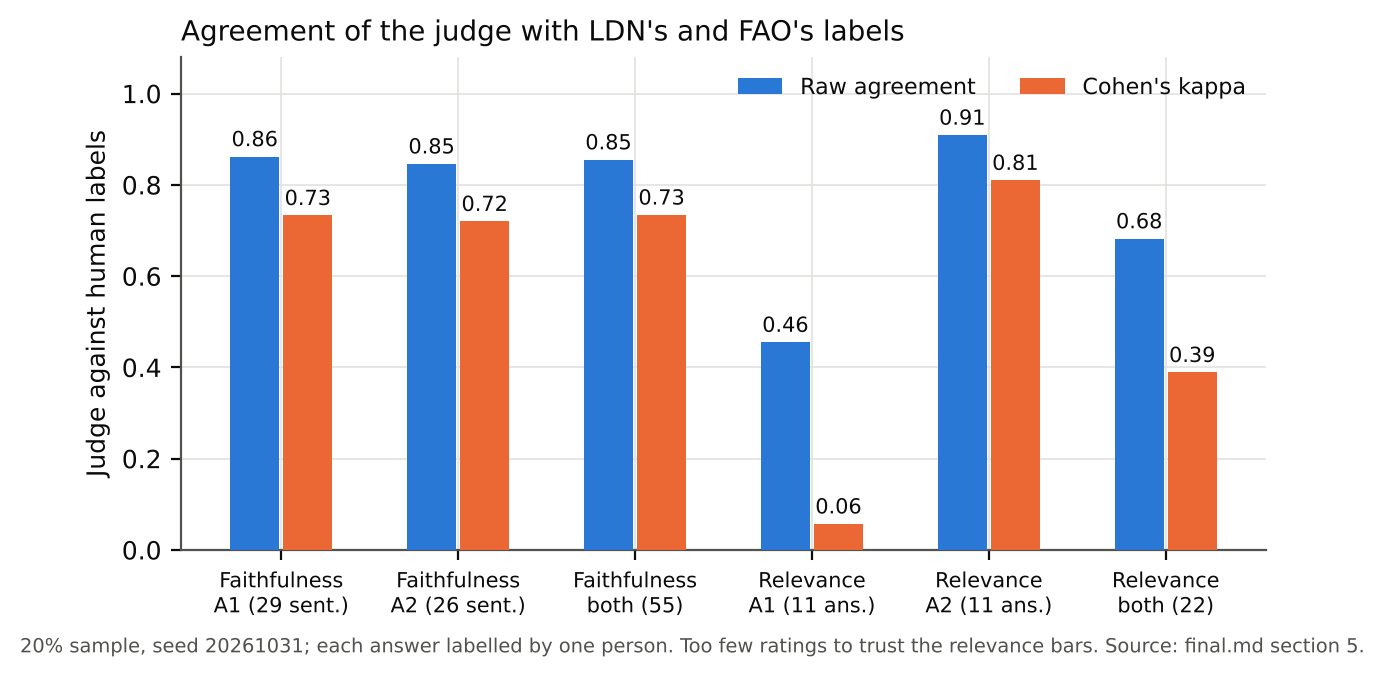 Agreement of the judge with LDN's and FAO's labels
Raw agreement
Cohen's kappa
Judge against human labels
1.0
0.8
0.6
0.4
0.2
0.0
0.86
0.73
0.85
0.72
0.85
0.73
0.46
0.06
0.91
0.81
0.68
0.39
Faithfulness
A1 (29 sent.)
Faithfulness
A2 (26 sent.)
Faithfulness
both (55)
Relevance
A1 (11 ans.)
Relevance
A2 (11 ans.)
Relevance
both (22)
20% sample, seed 20261031; each answer labelled by one person. Too few ratings to trust the relevance bars. Source: final.md section 5.